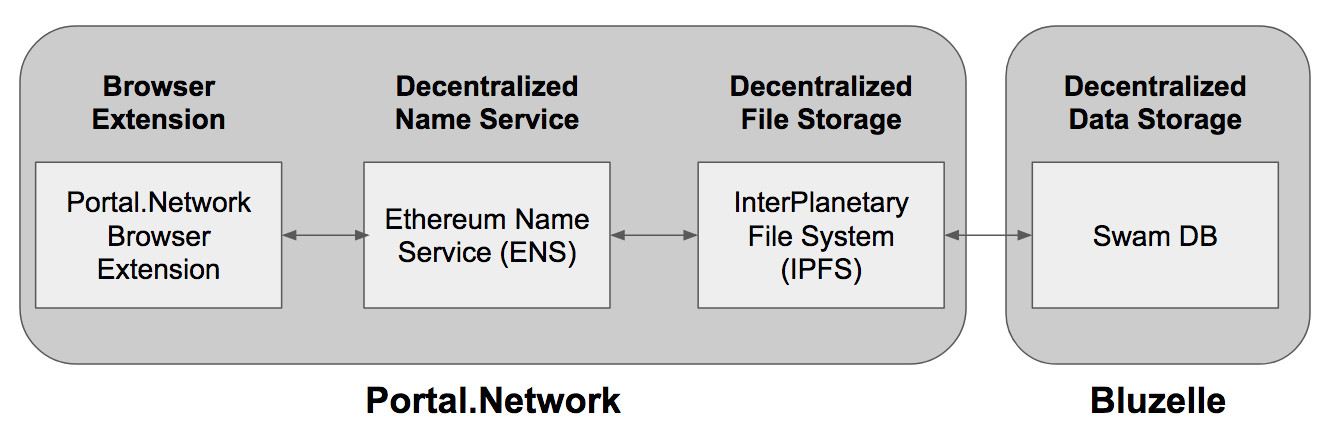 Browser
Extension
Decentralized
Name Service
Decentralized
File Storage
Decentralized
Data Storage
Portal.Network
Browser
Extension
Ethereum Name
Service (ENS)
InterPlanetary
File System
(IPFS)
Swam DB
Portal.Network
Bluzelle